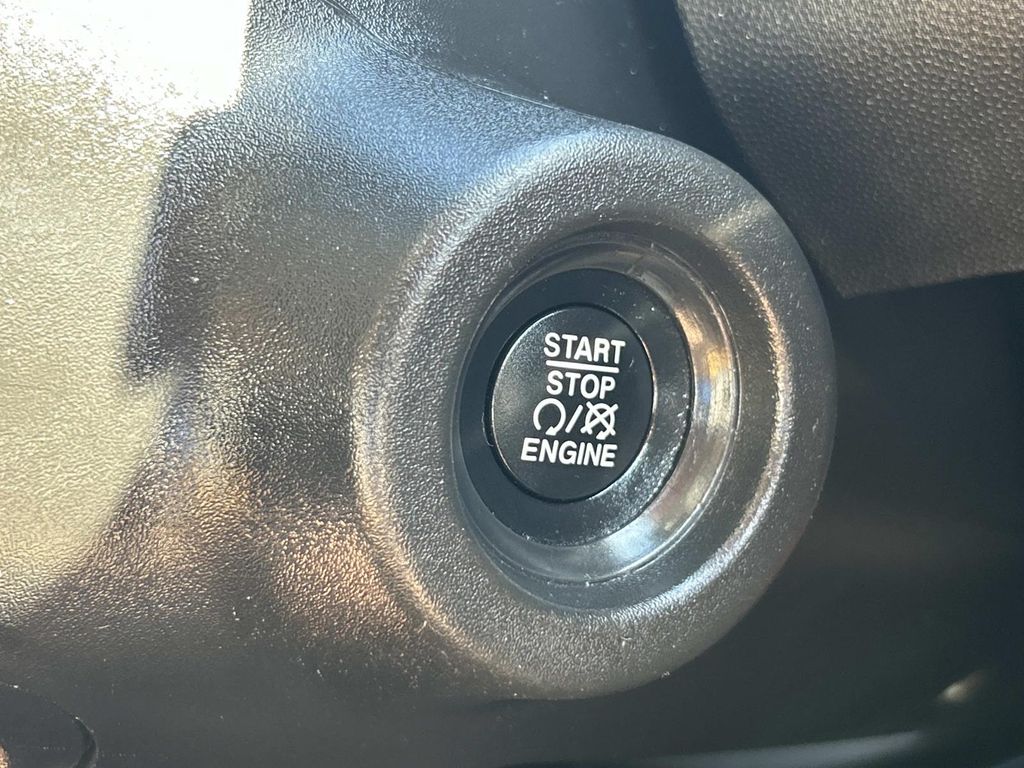 START
STOP
/
ENGINE